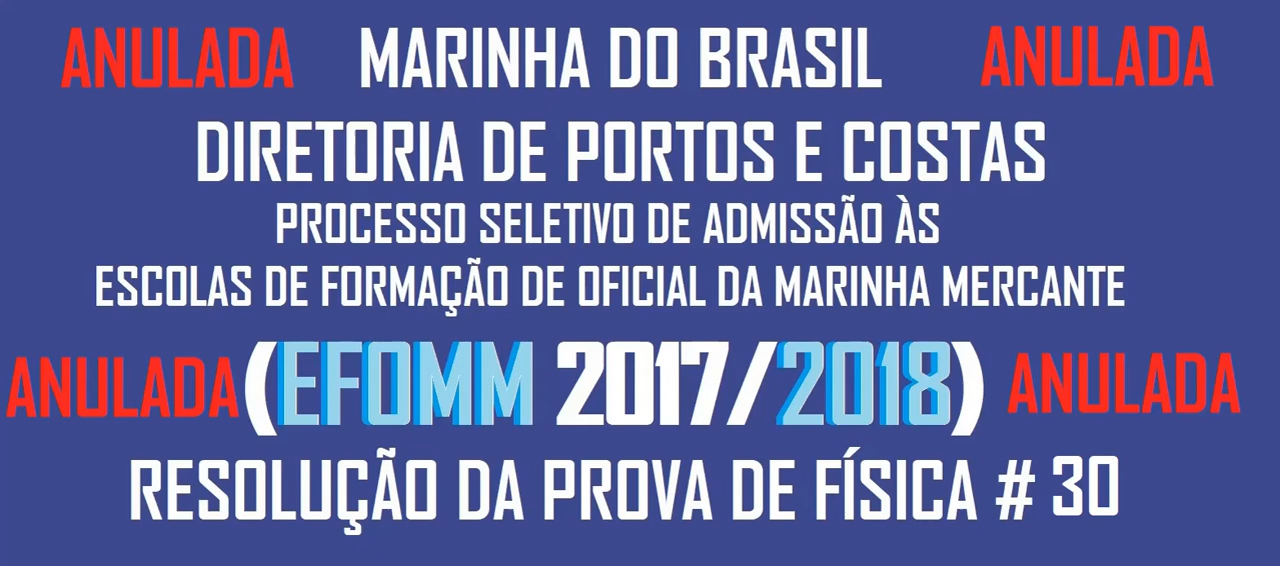 ANULADA MARINHA DO BRASIL ANULADA
DIRETORIA DE PORTOS E COSTAS
PROCESSO SELETIVO DE ADMISSÃO ÀS
ESCOLAS DE FORMAÇÃO DE OFICIAL DA MARINHA MERCANTE
ANULADA (EFOMM 2017/2018) ANULADA
RESOLUÇÃO DA PROVA DE FÍSICA # 30